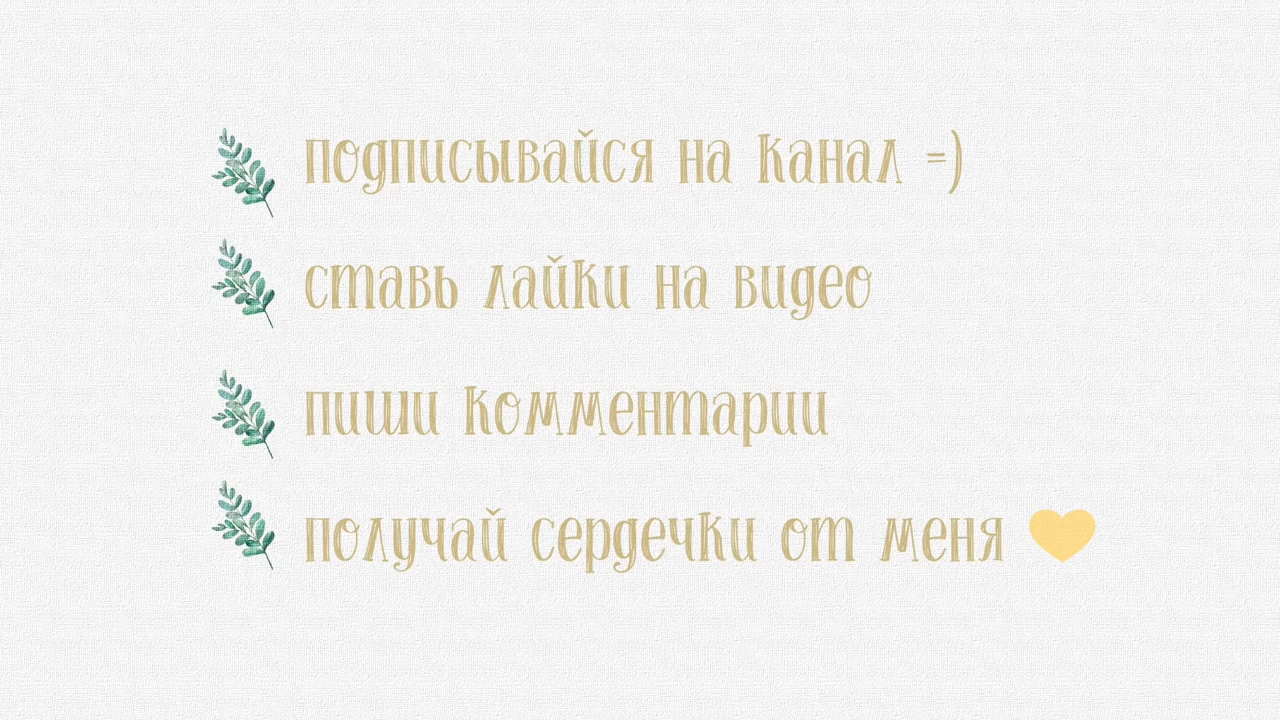 подписывайся на канал =)
ставь лайки на видео
пиши комментарии
получай сердечки от меня